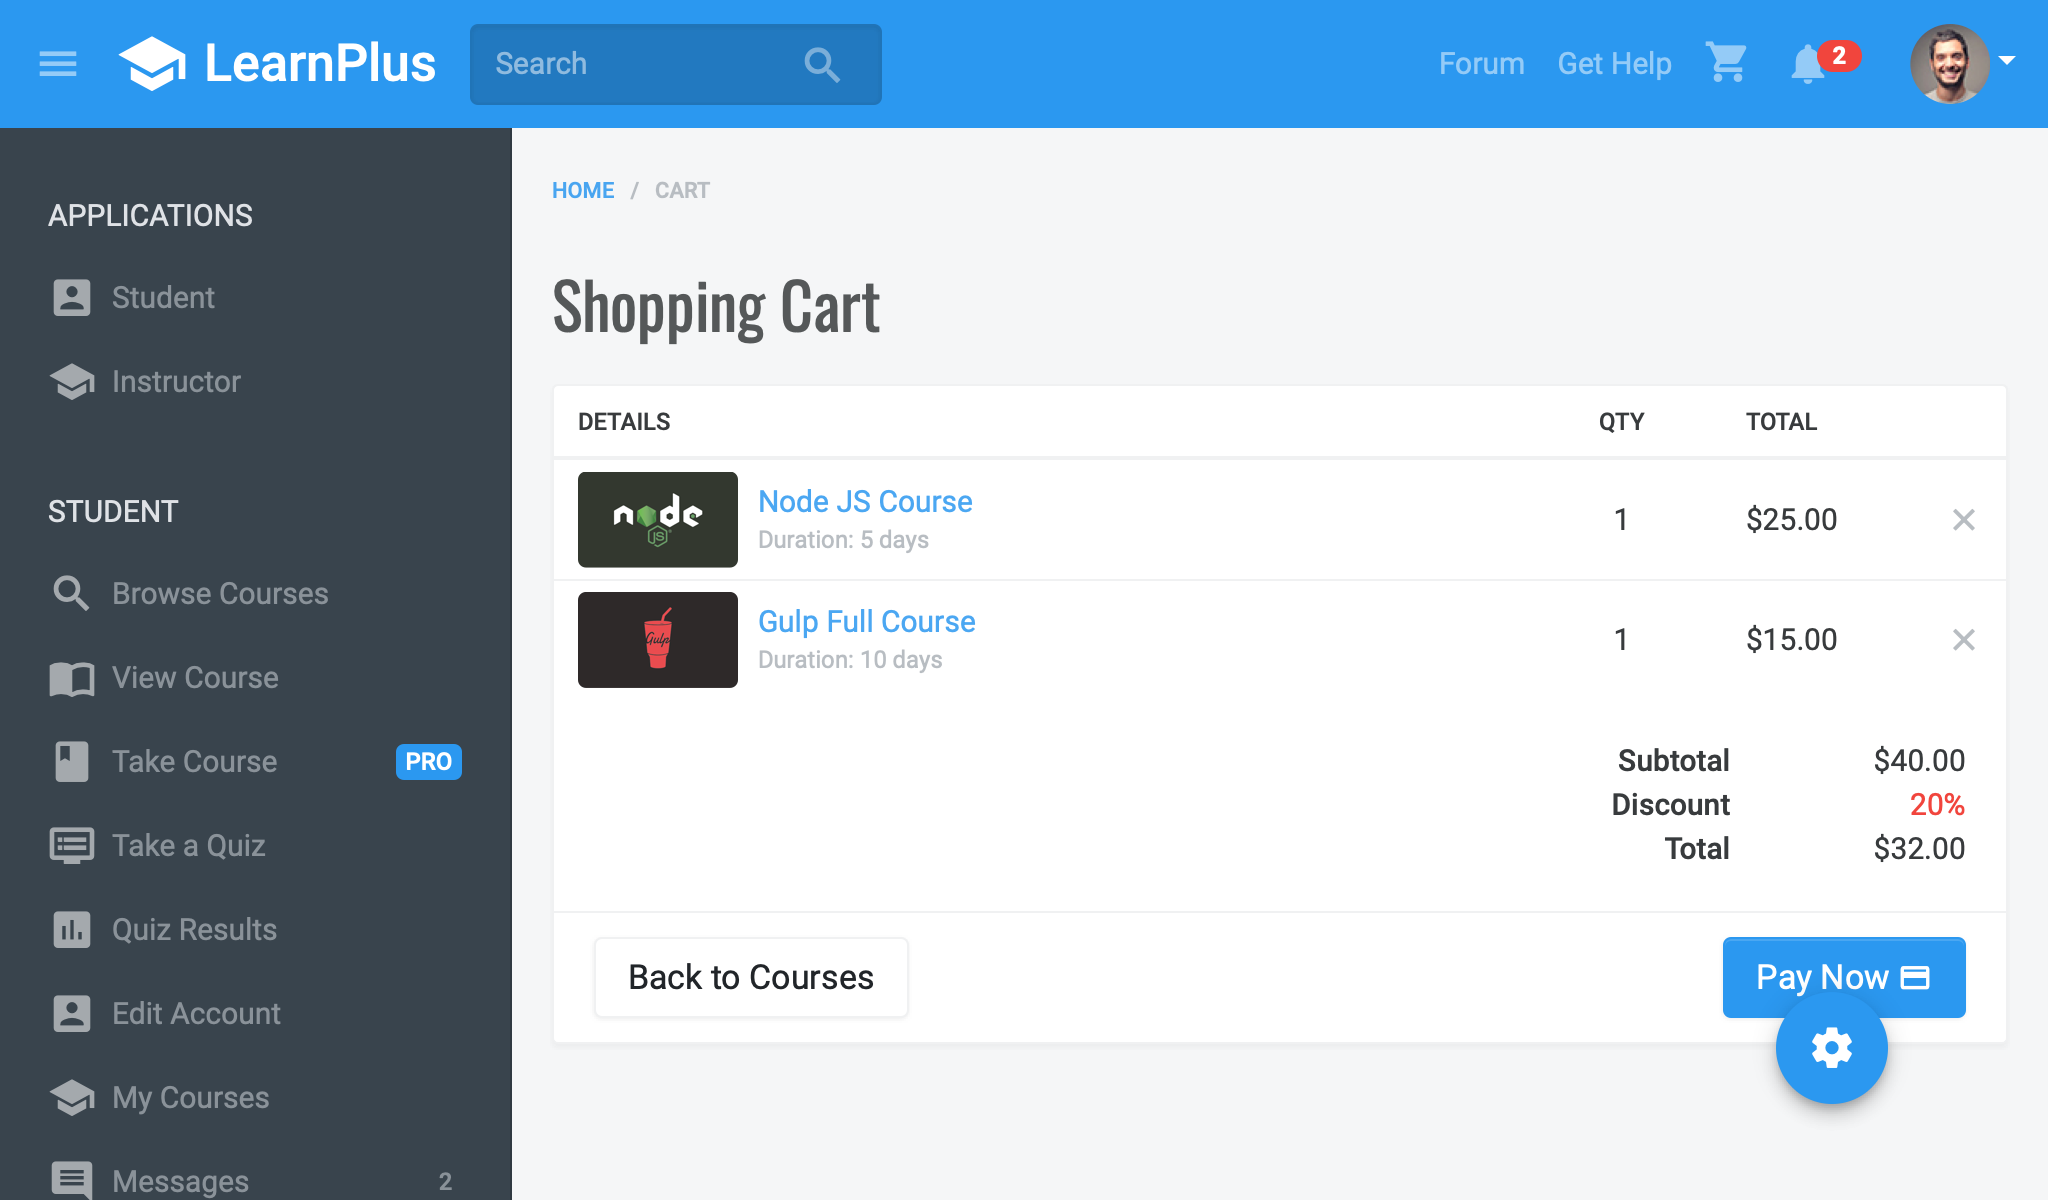 LearnPlus
Search
Forum
Get Help
2
APPLICATIONS
Student
Instructor
STUDENT
Browse Courses
View Course
Take Course PRO
Take a Quiz
Quiz Results
Edit Account
My Courses
Messages 2
HOME / CART
Shopping Cart
DETAILS QTY TOTAL
node
JS
Node JS Course
Duration: 5 days
1 $25.00
Gulp
Gulp Full Course
Duration: 10 days
1 $15.00
Subtotal $40.00
Discount 20%
Total $32.00
Back to Courses
Pay Now